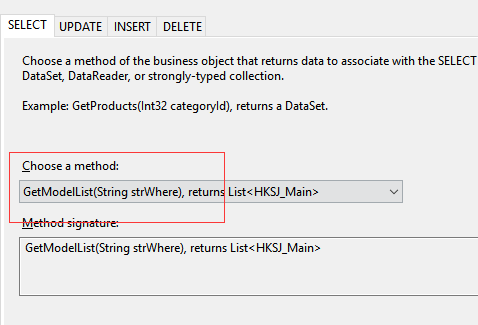 SELECT UPDATE INSERT DELETE
Choose a method of the business object that returns data to associate with the SELECT
DataSet, DataReader, or strongly-typed collection.
Example: GetProducts(Int32 categoryId), returns a DataSet.
Choose a method:
GetModelList(String strWhere), returns List<HKSJ_Main>
Method signature:
GetModelList(String strWhere), returns List<HKSJ_Main>